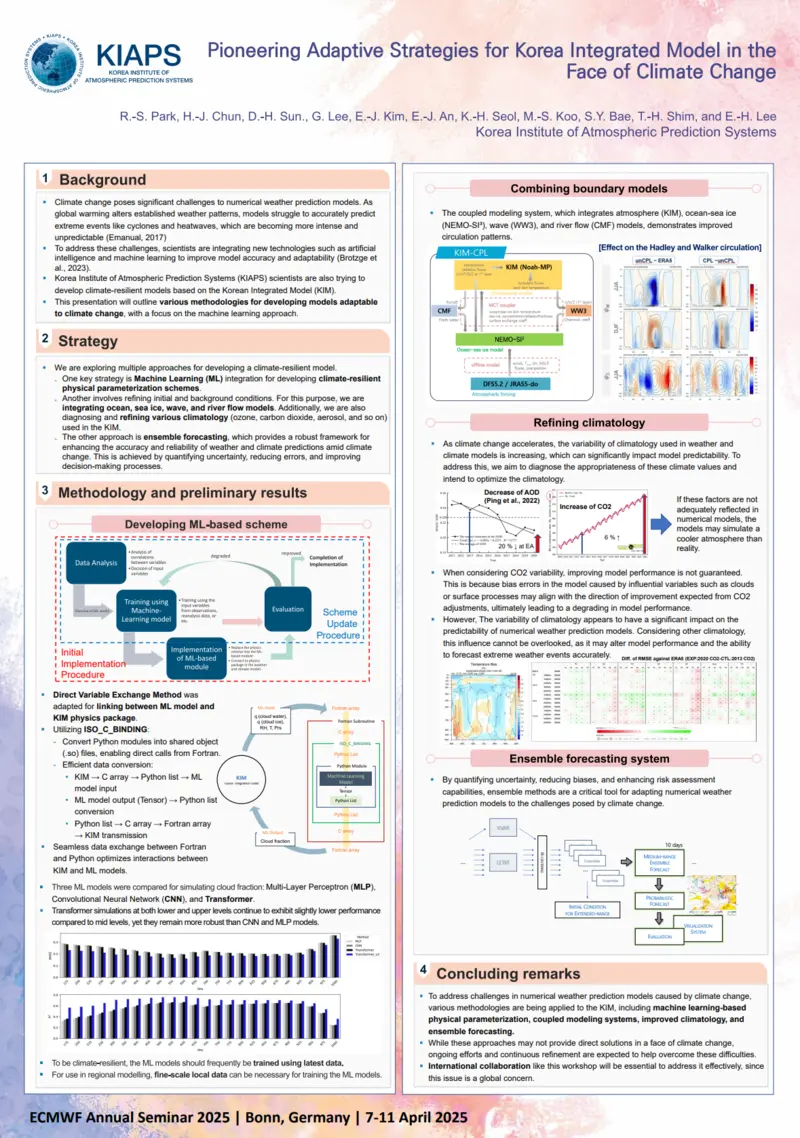 KIAPS
KOREA INSTITUTE OF
ATMOSPHERIC PREDICTION SYSTEMS
Pioneering Adaptive Strategies for Korea Integrated Model in the
Face of Climate Change
R.-S. Park, H.-J. Chun, D.-H. Sun., G. Lee, E.-J. Kim, E.-J. An, K.-H. Seol, M.-S. Koo, S.Y. Bae, T.-H. Shim, and E.-H. Lee
Korea Institute of Atmospheric Prediction Systems
1 Background
• Climate change poses significant challenges to numerical weather prediction models. As
global warming alters established weather patterns, models struggle to accurately predict
extreme events like cyclones and heatwaves, which are becoming more intense and
unpredictable (Emanual, 2017)
• To address these challenges, scientists are integrating new technologies such as artificial
intelligence and machine learning to improve model accuracy and adaptability (Brotzge et
al., 2023).
• Korea Institute of Atmospheric Prediction Systems (KIAPS) scientists are also trying to
develop climate-resilient models based on the Korean Integrated Model (KIM).
• This presentation will outline various methodologies for developing models adaptable
to climate change, with a focus on the machine learning approach.
2 Strategy
• We are exploring multiple approaches for developing a climate-resilient model.
- One key strategy is Machine Learning (ML) integration for developing climate-resilient
physical parameterization schemes.
- Another involves refining initial and background conditions. For this purpose, we are
integrating ocean, sea ice, wave, and river flow models. Additionally, we are also
diagnosing and refining various climatology (ozone, carbon dioxide, aerosol, and so on)
used in the KIM.
- The other approach is ensemble forecasting, which provides a robust framework for
enhancing the accuracy and reliability of weather and climate predictions amid climate
change. This is achieved by quantifying uncertainty, reducing errors, and improving
decision-making processes.
3 Methodology and preliminary results
Developing ML-based scheme
Data Analysis
• Analysis of
correlations
between variables
• Decision of input
variables
degraded
improved
Completion of
Implementation
Training using
Machine-
Learning model
• Training using the
input variables
from observations,
reanalysis data, or
etc.
Evaluation
Scheme
Update
Procedure
Implementation
of ML-based
module
Initial
Implementation
Procedure
• Direct Variable Exchange Method was
adapted for linking between ML model and
KIM physics package.
• Utilizing ISO_C_BINDING:
- Convert Python modules into shared object
(.so) files, enabling direct calls from Fortran.
- Efficient data conversion:
• KIM → C array → Python list → ML
model input
• ML model output (Tensor) → Python list
conversion
• Python list → C array → Fortran array
→ KIM transmission
• Seamless data exchange between Fortran
and Python optimizes interactions between
KIM and ML models.
ML Input
q (cloud water),
q (cloud ice),
RH, T, Prs
KIM
ML Output
Cloud fraction
Fortran array
Fortran Subroutine
C array
ISO_C_BINDING
Python List
Python Module
Machine Learning
Model
Tensor
Python List
Python List
C array
Fortran array
• Three ML models were compared for simulating cloud fraction: Multi-Layer Perceptron (MLP),
Convolutional Neural Network (CNN), and Transformer.
• Transformer simulations at both lower and upper levels continue to exhibit slightly lower performance
compared to mid levels, yet they remain more robust than CNN and MLP models.
• To be climate-resilient, the ML models should frequently be trained using latest data.
• For use in regional modelling, fine-scale local data can be necessary for training the ML models.
Combining boundary models
• The coupled modeling system, which integrates atmosphere (KIM), ocean-sea ice
(NEMO-SI³), wave (WW3), and river flow (CMF) models, demonstrates improved
circulation patterns.
[Effect on the Hadley and Walker circulation]
KIM-CPL
KIM (Noah-MP)
MCT coupler
CMF
WW3
NEMO-SI³
Ocean-sea ice model
offline model
DFS5.2 / JRA55-do
Atmospheric forcing
unCPL – ERA5
CPL –unCPL
JJA
DJF
JJA
Refining climatology
• As climate change accelerates, the variability of climatology used in weather and
climate models is increasing, which can significantly impact model predictability. To
address this, we aim to diagnose the appropriateness of these climate values and
intend to optimize the climatology.
Decrease of AOD
(Ping et al., 2022)
20 % ↓ at EA
Increase of CO2
6 % ↑
If these factors are not
adequately reflected in
numerical models, the
models may simulate a
cooler atmosphere than
reality.
• When considering CO2 variability, improving model performance is not guaranteed.
This is because bias errors in the model caused by influential variables such as clouds
or surface processes may align with the direction of improvement expected from CO2
adjustments, ultimately leading to a degrading in model performance.
• However, The variability of climatology appears to have a significant impact on the
predictability of numerical weather prediction models. Considering other climatology,
this influence cannot be overlooked, as it may alter model performance and the ability
to forecast extreme weather events accurately.
Temperature Bias
Diff. of RMSE against ERA5 (EXP:2020 CO2-CTL:2013 CO2)
Ensemble forecasting system
• By quantifying uncertainty, reducing biases, and enhancing risk assessment
capabilities, ensemble methods are a critical tool for adapting numerical weather
prediction models to the challenges posed by climate change.
LETKF
Ensemble
Ensemble
10 days
MEDIUM-RANGE
ENSEMBLE
FORECAST
INITIAL CONDITION
FOR EXTENDED-RANGE
PROBABILISTIC
FORECAST
VISUALIZATION
SYSTEM
EVALUATION
4 Concluding remarks
• To address challenges in numerical weather prediction models caused by climate change,
various methodologies are being applied to the KIM, including machine learning-based
physical parameterization, coupled modeling systems, improved climatology, and
ensemble forecasting.
• While these approaches may not provide direct solutions in a face of climate change,
ongoing efforts and continuous refinement are expected to help overcome these difficulties.
• International collaboration like this workshop will be essential to address it effectively, since
this issue is a global concern.
ECMWF Annual Seminar 2025 | Bonn, Germany | 7-11 April 2025